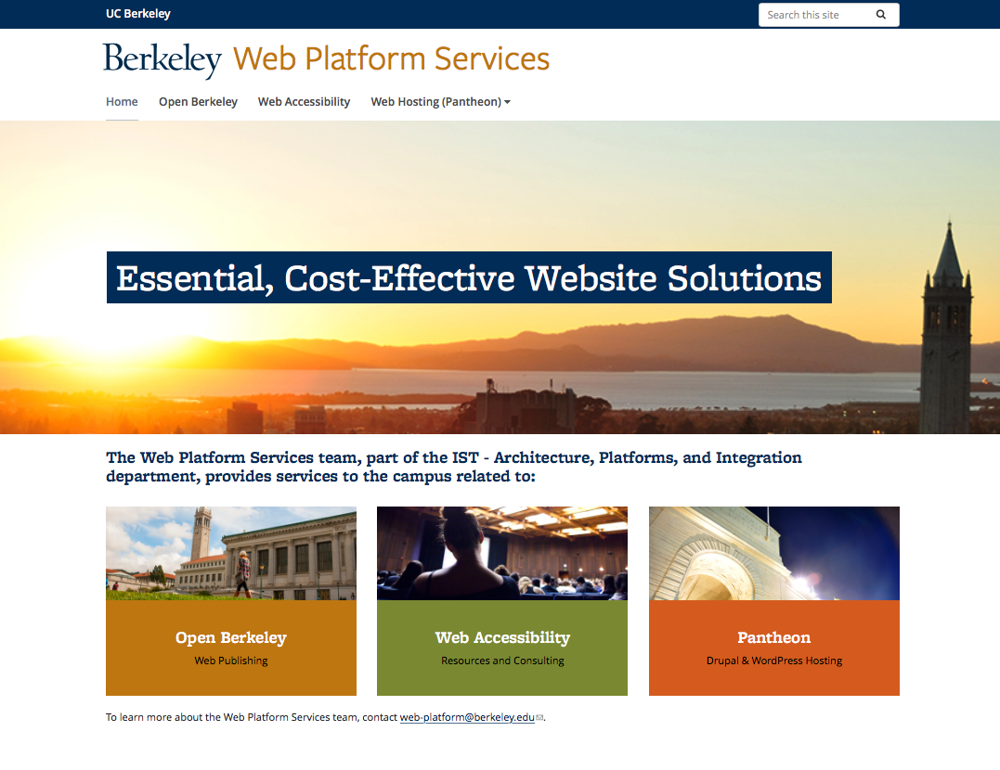 UC Berkeley
Search this site
Berkeley Web Platform Services
Home Open Berkeley Web Accessibility Web Hosting (Pantheon)
Essential, Cost-Effective Website Solutions
The Web Platform Services team, part of the IST - Architecture, Platforms, and Integration
department, provides services to the campus related to:
Open Berkeley
Web Publishing
Web Accessibility
Resources and Consulting
Pantheon
Drupal & WordPress Hosting
To learn more about the Web Platform Services team, contact web-platform@berkeley.edu.